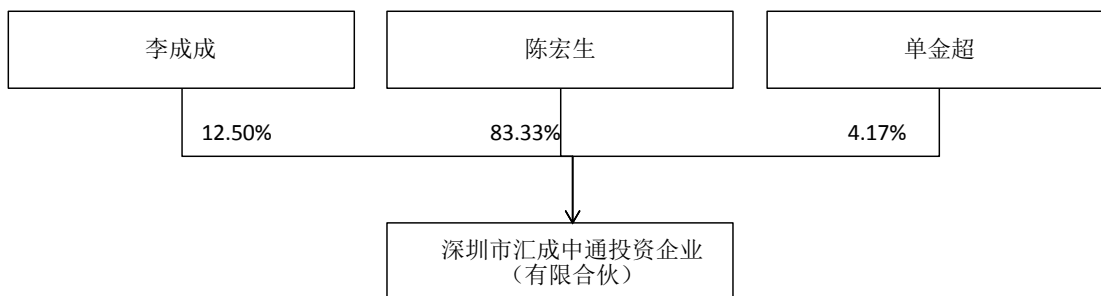 李成成
陈宏生
单金超
12.50%
83.33%
4.17%
深圳市汇成中通投资企业
（有限合伙）